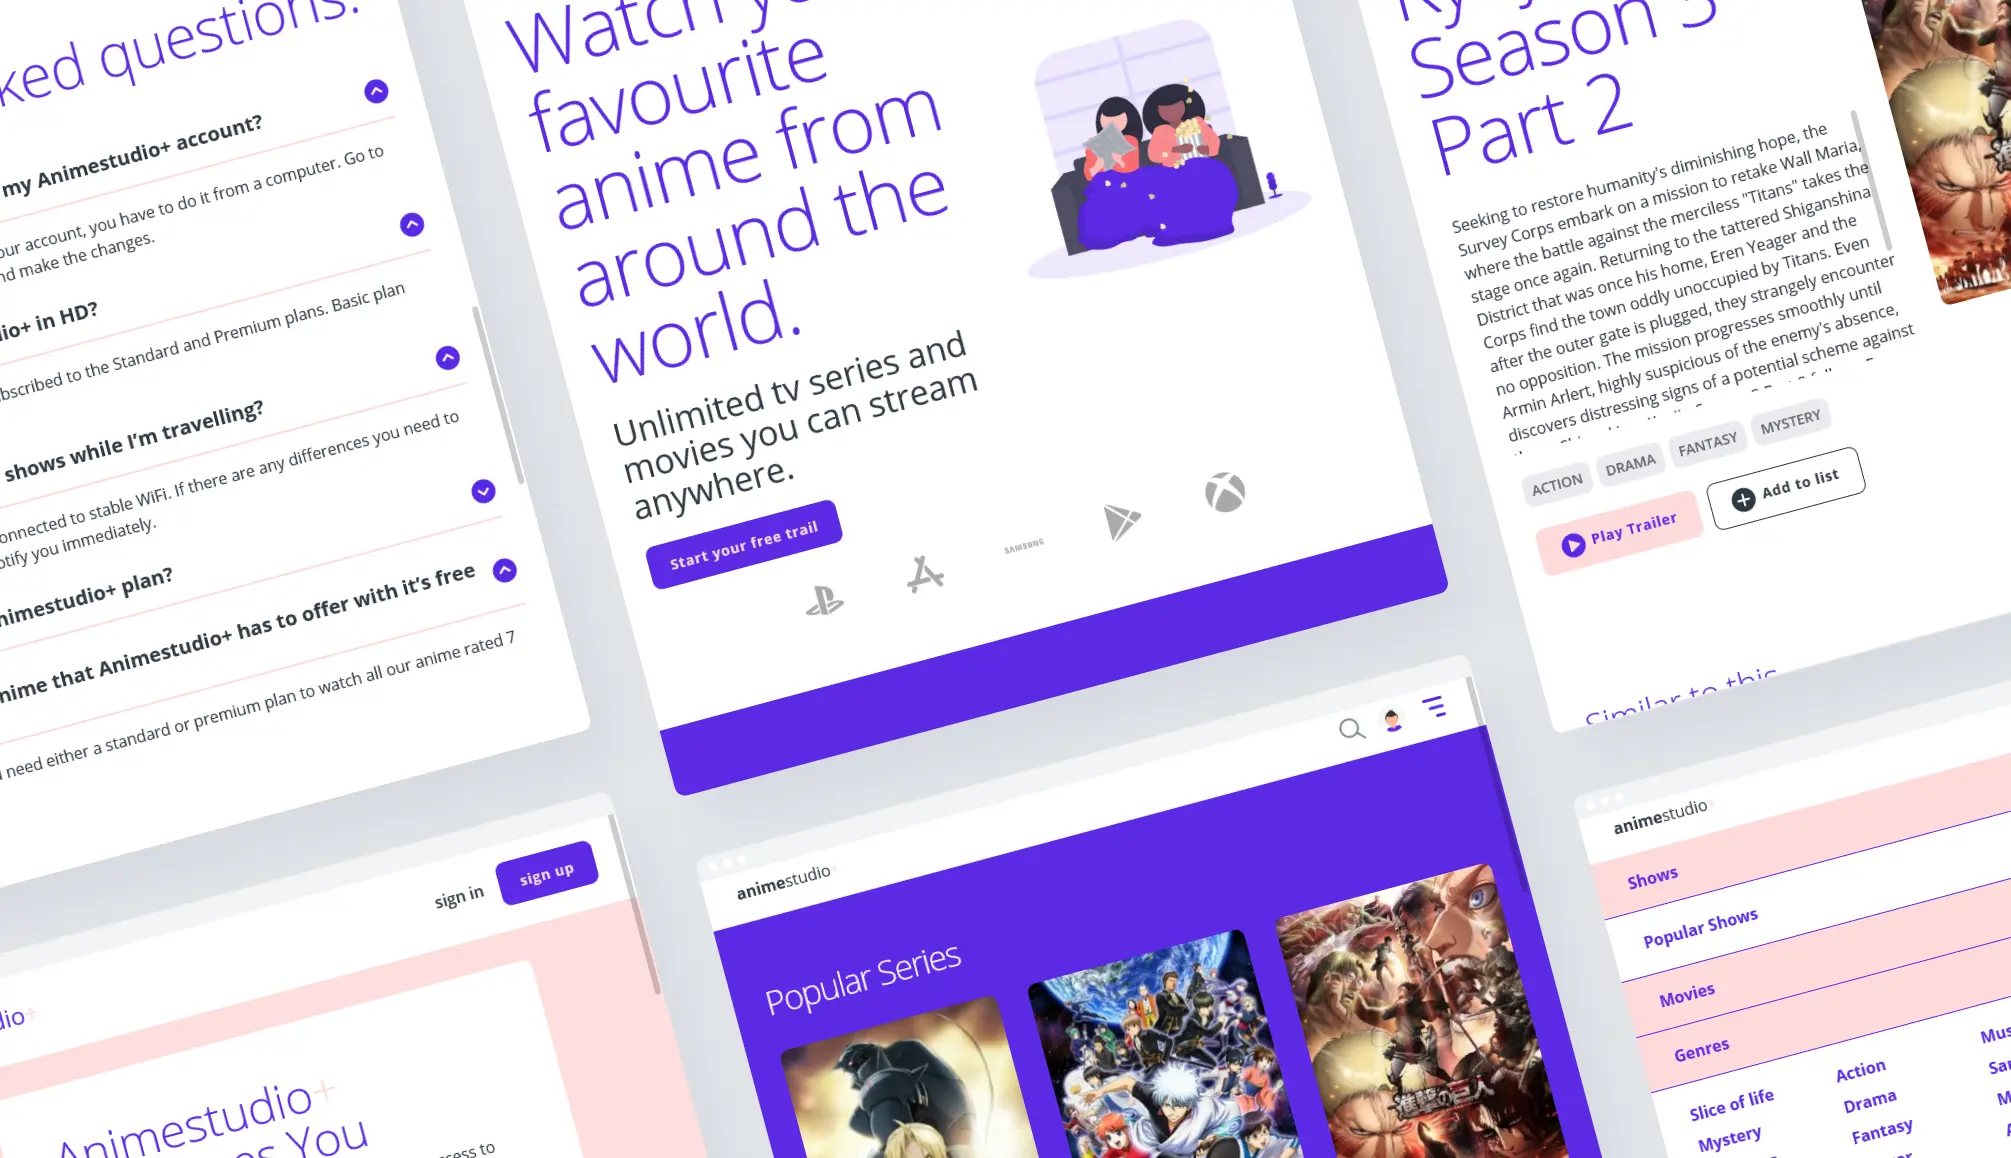 ked questions.
my Animestudio+ account?
our account, you have to do it from a computer. Go to
nd make the changes.
dio+ in HD?
bscribed to the Standard and Premium plans. Basic plan
shows while I'm travelling?
onnected to stable WiFi. If there are any differences you need to
otify you immediately.
nimestudio+ plan?
nime that Animestudio+ has to offer with it's free
need either a standard or premium plan to watch all our anime rated 7
Watch
favourite
anime from
around the
world.
Unlimited tv series and
movies you can stream
anywhere.
Start your free trail
SAMSUNG
Season 3
Part 2
Seeking to restore humanity's diminishing hope, the
Survey Corps embark on a mission to retake Wall Maria,
where the battle against the merciless "Titans" takes the
stage once again. Returning to the tattered Shiganshina
District that was once his home, Eren Yeager and the
Corps find the town oddly unoccupied by Titans. Even
after the outer gate is plugged, they strangely encounter
no opposition. The mission progresses smoothly until
Armin Arlert, highly suspicious of the enemy's absence,
discovers distressing signs of a potential scheme against
ACTION
DRAMA
FANTASY
MYSTERY
Play Trailer
Add to list
Similar to this
sign in
sign up
dio+
Animestudio+
es You
cess to
animestudio+
Popular Series
進撃の巨人
animestudio+
Shows
Popular Shows
Movies
Genres
Slice of life
Action
Mus
Mystery
Drama
Sar
Fantasy